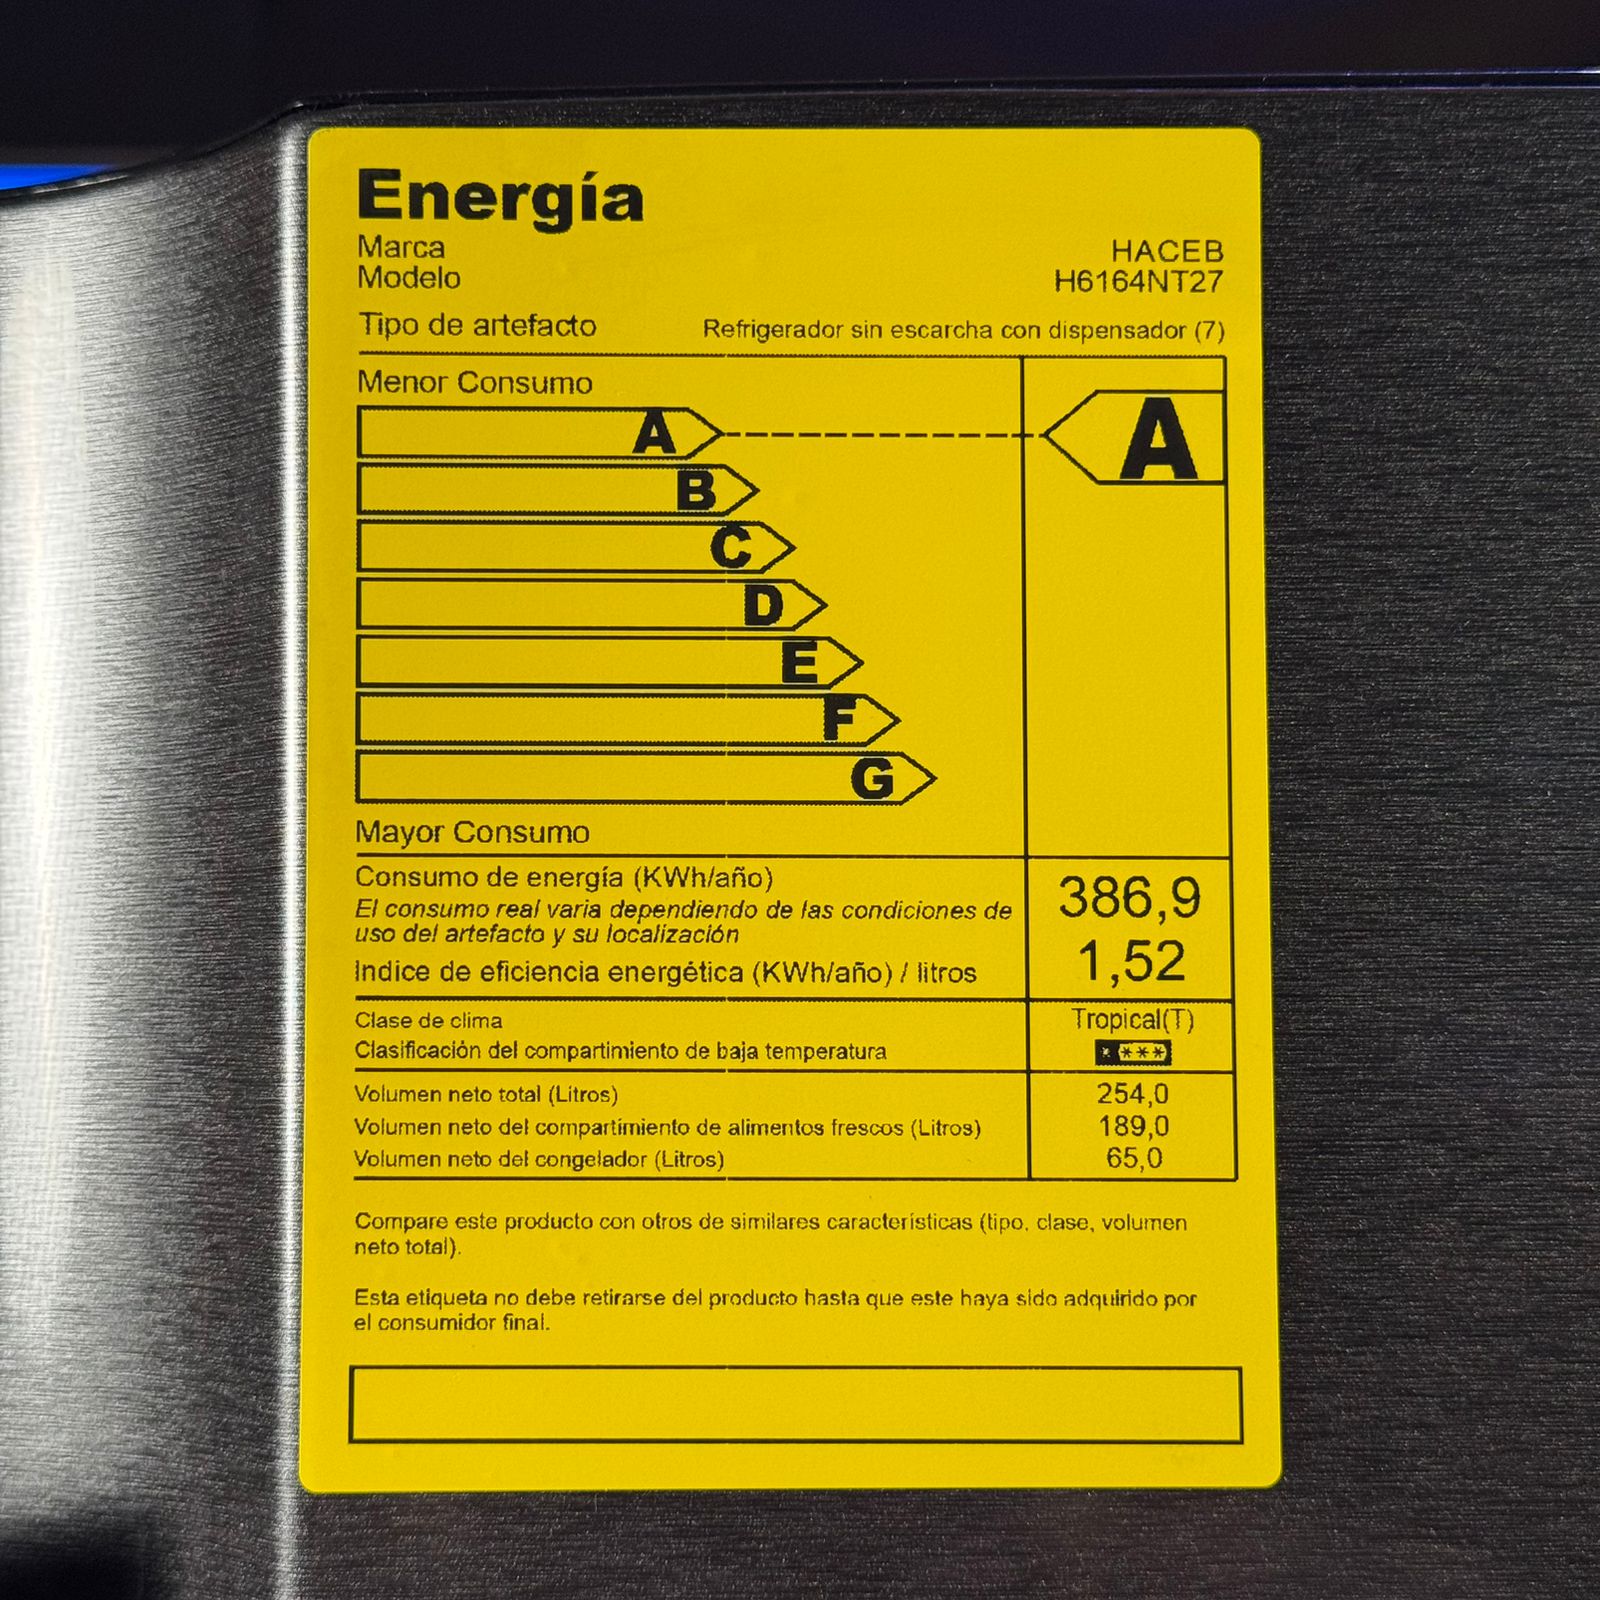 Energía
Marca HACEB
Modelo H6164NT27
Tipo de artefacto Refrigerador sin escarcha con dispensador (7)
Menor Consumo
A A
B
C
D
E
F
G
Mayor Consumo
Consumo de energía (KWh/año) 386,9
El consumo real varia dependiendo de las condiciones de
uso del artefacto y su localización
Indice de eficiencia energética (KWh/año) / litros 1,52
Clase de clima Tropical(T)
Clasificación del compartimiento de baja temperatura * ***
Volumen neto total (Litros) 254,0
Volumen neto del compartimiento de alimentos frescos (Litros) 189,0
Volumen neto del congelador (Litros) 65,0
Compare este producto con otros de similares características (tipo, clase, volumen
neto total).
Esta etiqueta no debe retirarse del producto hasta que este haya sido adquirido por
el consumidor final.